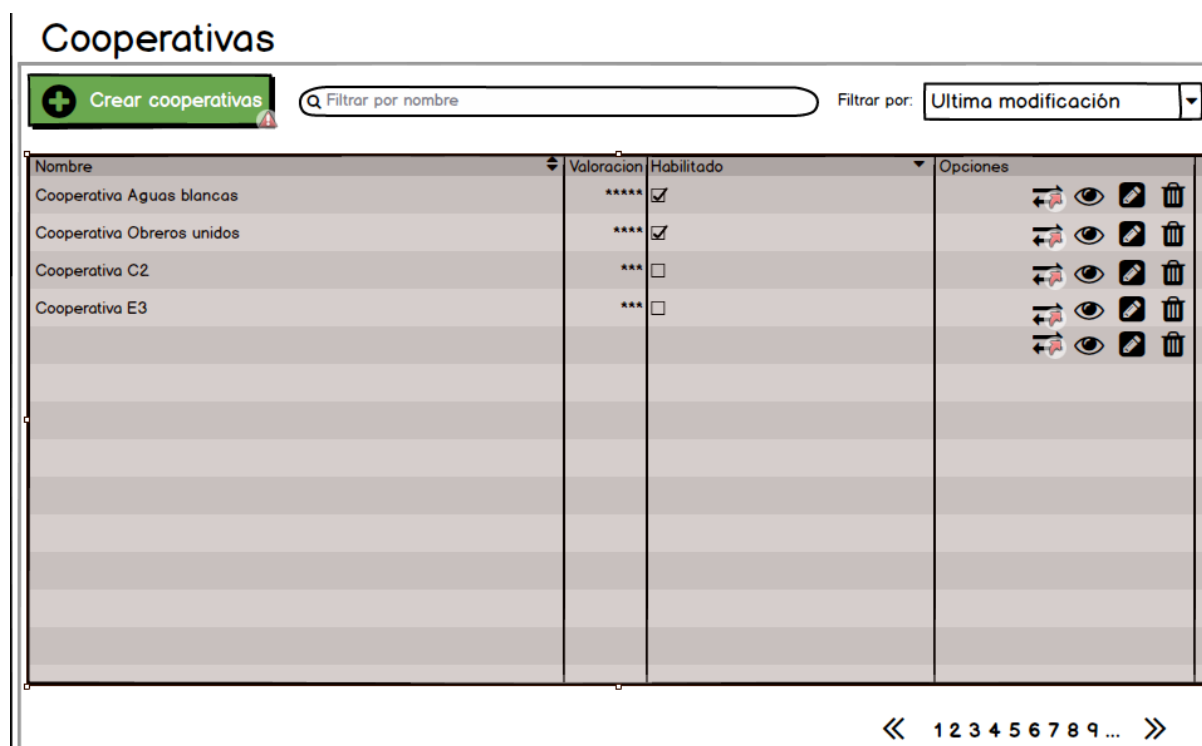 Cooperativas
Crear cooperativas
Filtrar por nombre
Filtrar por:
Ultima modificación
Nombre Valoracion Habilitado Opciones
Cooperativa Aguas blancas *****
Cooperativa Obreros unidos ****
Cooperativa C2 ***
Cooperativa E3 ***
1 2 3 4 5 6 7 8 9 ...